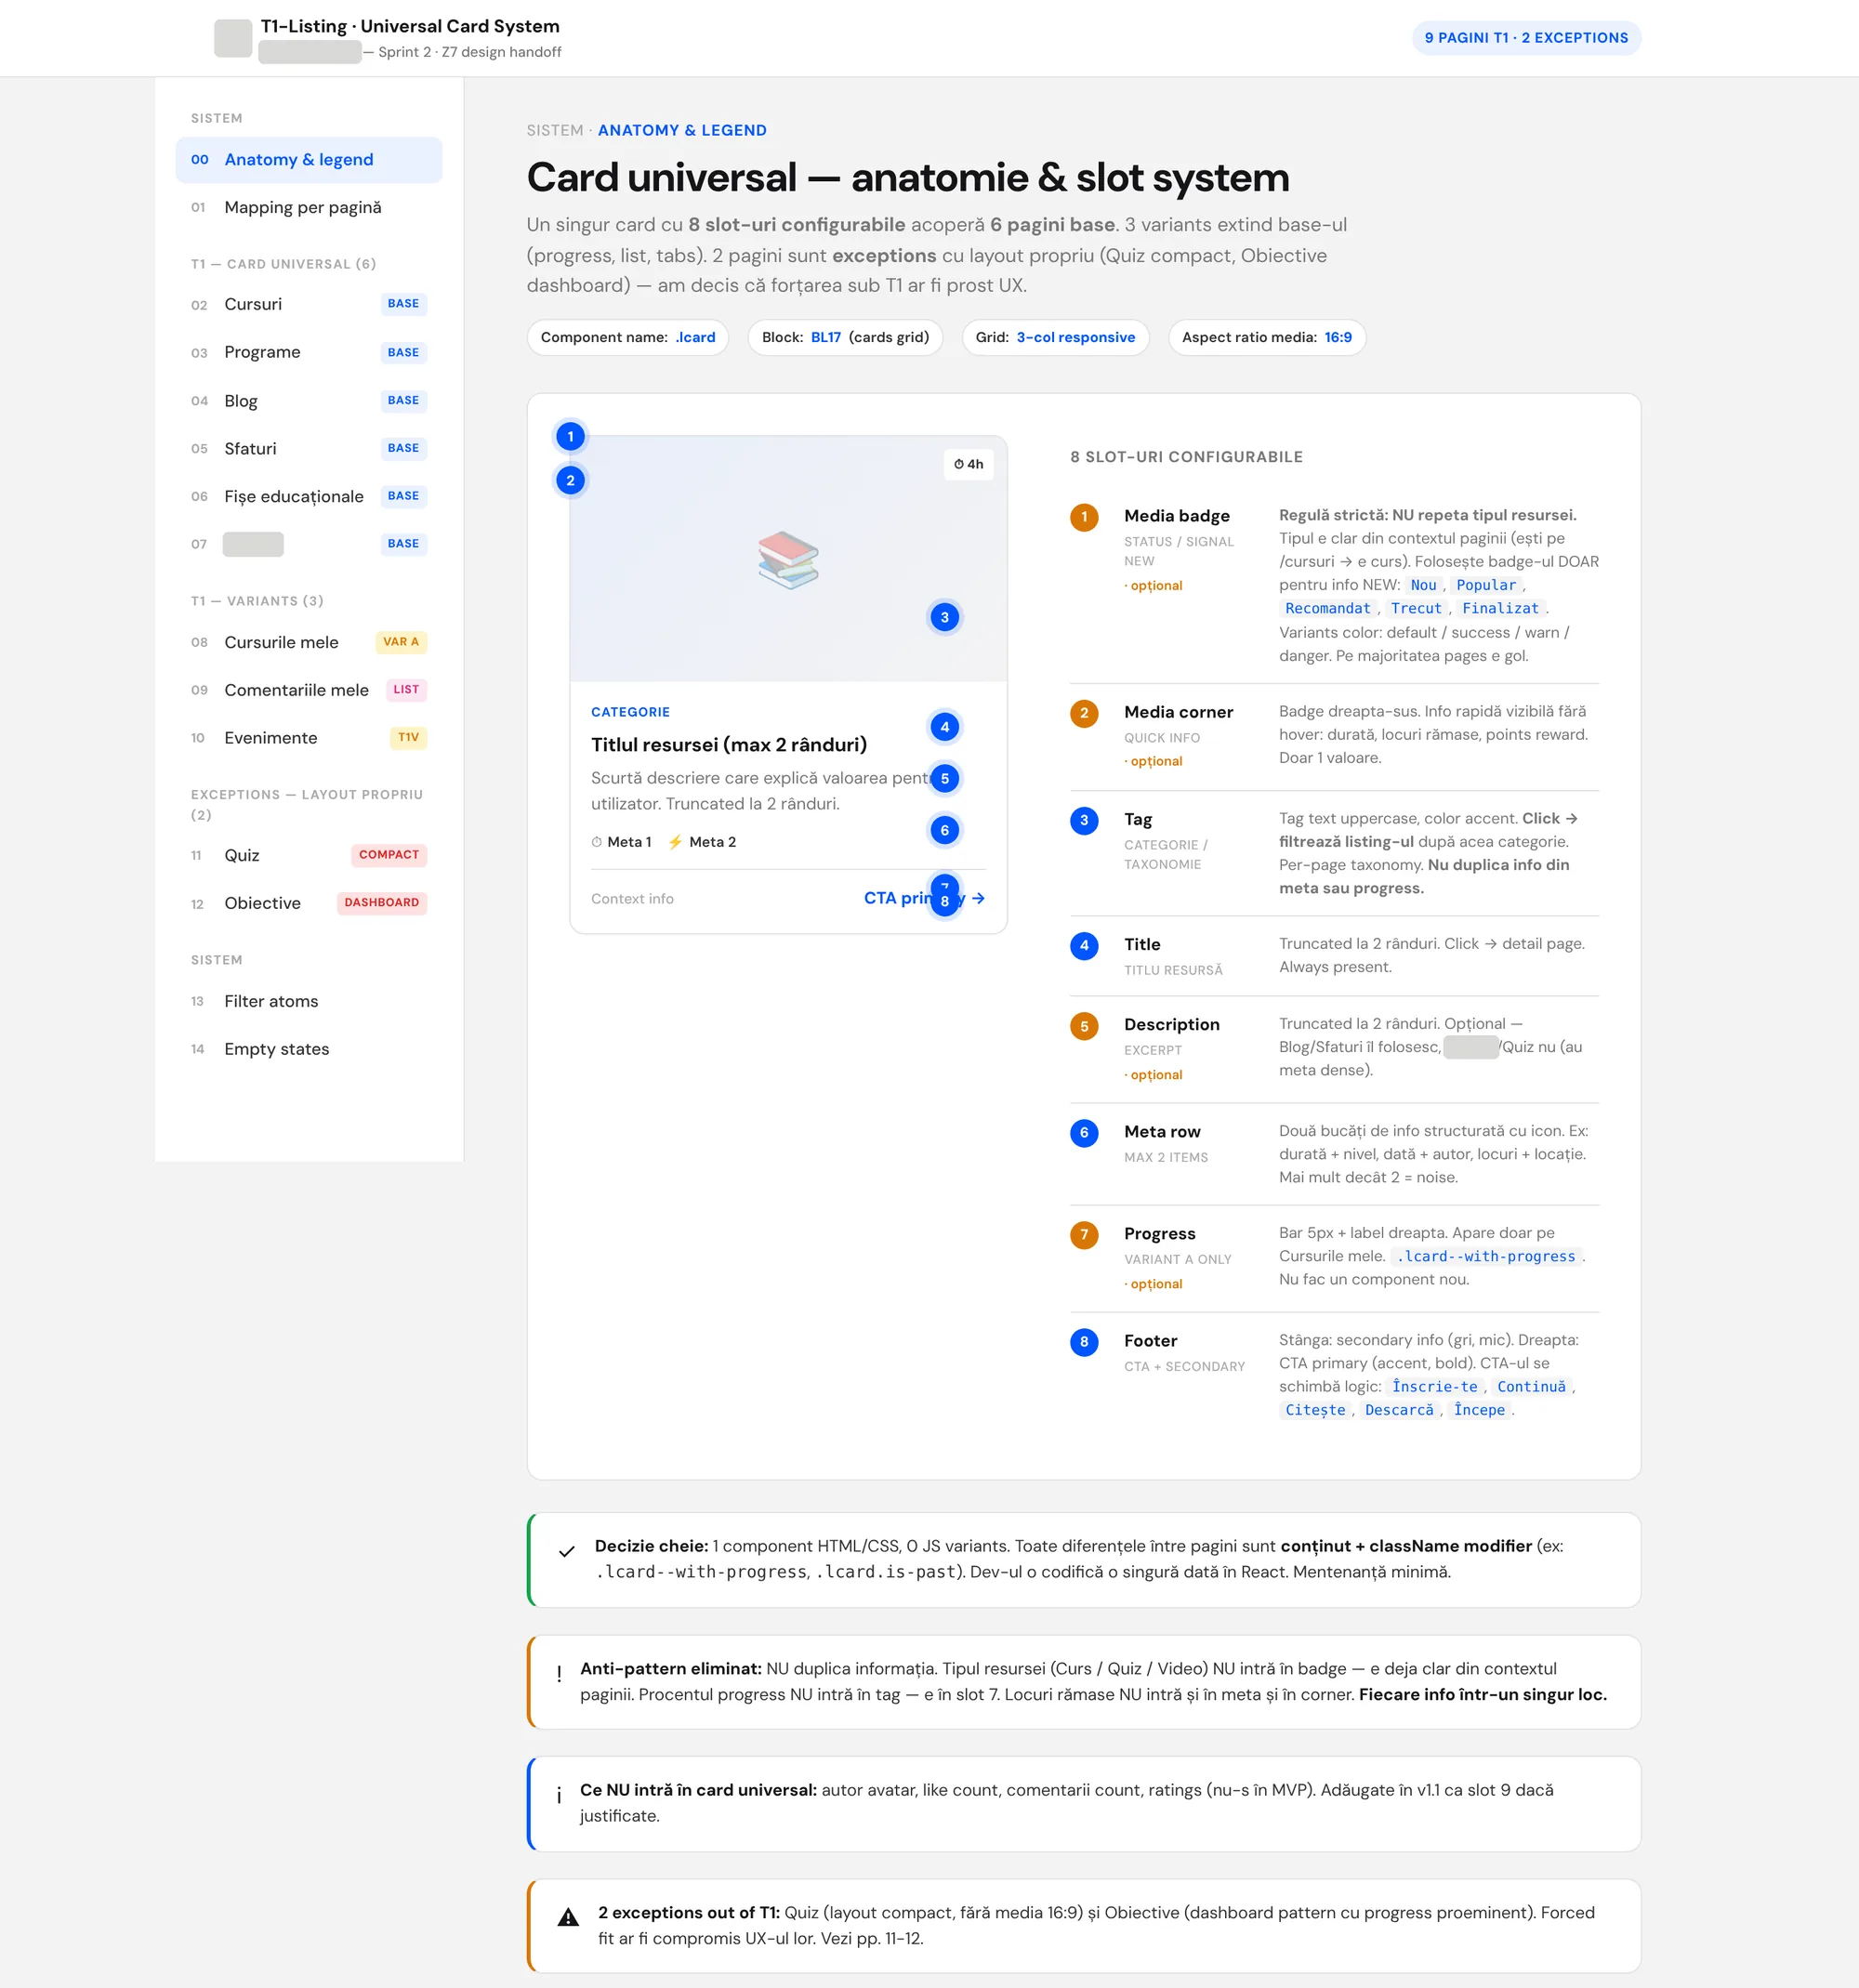 T1-Listing · Universal Card System
— Sprint 2 · Z7 design handoff
9 PAGINI T1 · 2 EXCEPTIONS
SISTEM
00 Anatomy & legend
01 Mapping per pagină
T1 — CARD UNIVERSAL (6)
02 Cursuri BASE
03 Programe BASE
04 Blog BASE
05 Sfaturi BASE
06 Fișe educaționale BASE
07 BASE
T1 — VARIANTS (3)
08 Cursurile mele VAR A
09 Comentariile mele LIST
10 Evenimente T1V
EXCEPTIONS — LAYOUT PROPRIU
(2)
11 Quiz COMPACT
12 Obiective DASHBOARD
SISTEM
13 Filter atoms
14 Empty states
SISTEM · ANATOMY & LEGEND
Card universal — anatomie & slot system
Un singur card cu 8 slot-uri configurabile acoperă 6 pagini base. 3 variants extind base-ul
(progress, list, tabs). 2 pagini sunt exceptions cu layout propriu (Quiz compact, Obiective
dashboard) — am decis că forțarea sub T1 ar fi prost UX.
Component name: .lcard
Block: BL17 (cards grid)
Grid: 3-col responsive
Aspect ratio media: 16:9
1
2
⏱ 4h
3
CATEGORIE
4
Titlul resursei (max 2 rânduri)
Scurtă descriere care explică valoarea pent
5
utilizator. Truncated la 2 rânduri.
6
⏱ Meta 1 ⚡ Meta 2
7
Context info
CTA prim y →
8
8 SLOT-URI CONFIGURABILE
1 Media badge
STATUS / SIGNAL
NEW
· opțional
Regulă strictă: NU repeta tipul resursei.
Tipul e clar din contextul paginii (ești pe
/cursuri → e curs). Folosește badge-ul DOAR
pentru info NEW: Nou, Popular,
Recomandat, Trecut, Finalizat.
Variants color: default / success / warn /
danger. Pe majoritatea pages e gol.
2 Media corner
QUICK INFO
· opțional
Badge dreapta-sus. Info rapidă vizibilă fără
hover: durată, locuri rămase, points reward.
Doar 1 valoare.
3 Tag
CATEGORIE /
TAXONOMIE
Tag text uppercase, color accent. Click →
filtrează listing-ul după acea categorie.
Per-page taxonomy. Nu duplica info din
meta sau progress.
4 Title
TITLU RESURSĂ
Truncated la 2 rânduri. Click → detail page.
Always present.
5 Description
EXCERPT
· opțional
Truncated la 2 rânduri. Opțional —
Blog/Sfaturi îl folosesc, /Quiz nu (au
meta dense).
6 Meta row
MAX 2 ITEMS
Două bucăți de info structurată cu icon. Ex:
durată + nivel, dată + autor, locuri + locație.
Mai mult decât 2 = noise.
7 Progress
VARIANT A ONLY
· opțional
Bar 5px + label dreapta. Apare doar pe
Cursurile mele. .lcard--with-progress.
Nu fac un component nou.
8 Footer
CTA + SECONDARY
Stânga: secondary info (gri, mic). Dreapta:
CTA primary (accent, bold). CTA-ul se
schimbă logic: Înscrie-te, Continuă,
Citește, Descarcă, Începe.
✓ Decizie cheie: 1 component HTML/CSS, 0 JS variants. Toate diferențele între pagini sunt conținut + className modifier (ex:
.lcard--with-progress, .lcard.is-past). Dev-ul o codifică o singură dată în React. Mentenanță minimă.
! Anti-pattern eliminat: NU duplica informația. Tipul resursei (Curs / Quiz / Video) NU intră în badge — e deja clar din contextul
paginii. Procentul progress NU intră în tag — e în slot 7. Locuri rămase NU intră și în meta și în corner. Fiecare info într-un singur loc.
i Ce NU intră în card universal: autor avatar, like count, comentarii count, ratings (nu-s în MVP). Adăugate în v1.1 ca slot 9 dacă
justificate.
⚠ 2 exceptions out of T1: Quiz (layout compact, fără media 16:9) și Obiective (dashboard pattern cu progress proeminent). Forced
fit ar fi compromis UX-ul lor. Vezi pp. 11-12.